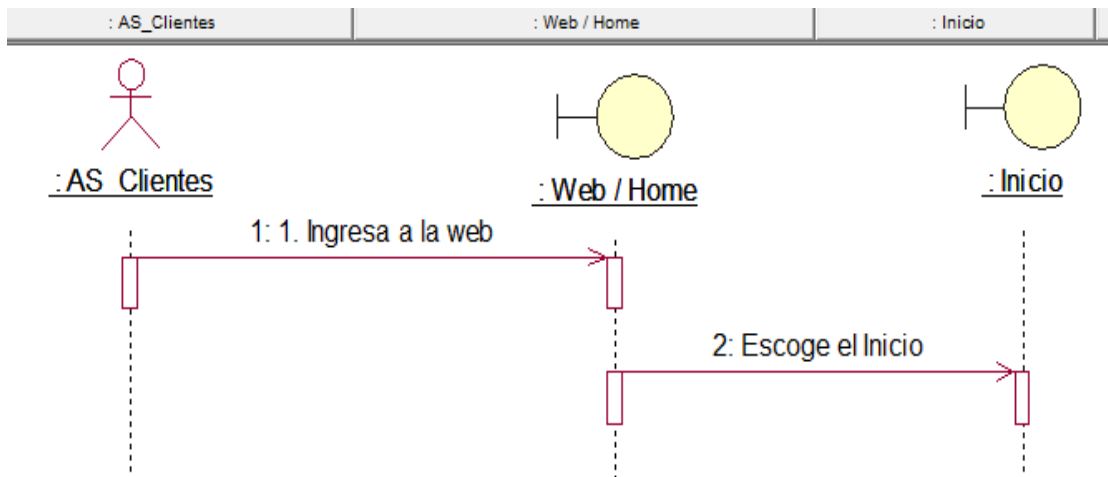 : AS_Clientes
: Web / Home
: Inicio
: AS_Clientes
: Web / Home
: Inicio
1: 1. Ingresa a la web
2: Escoge el Inicio